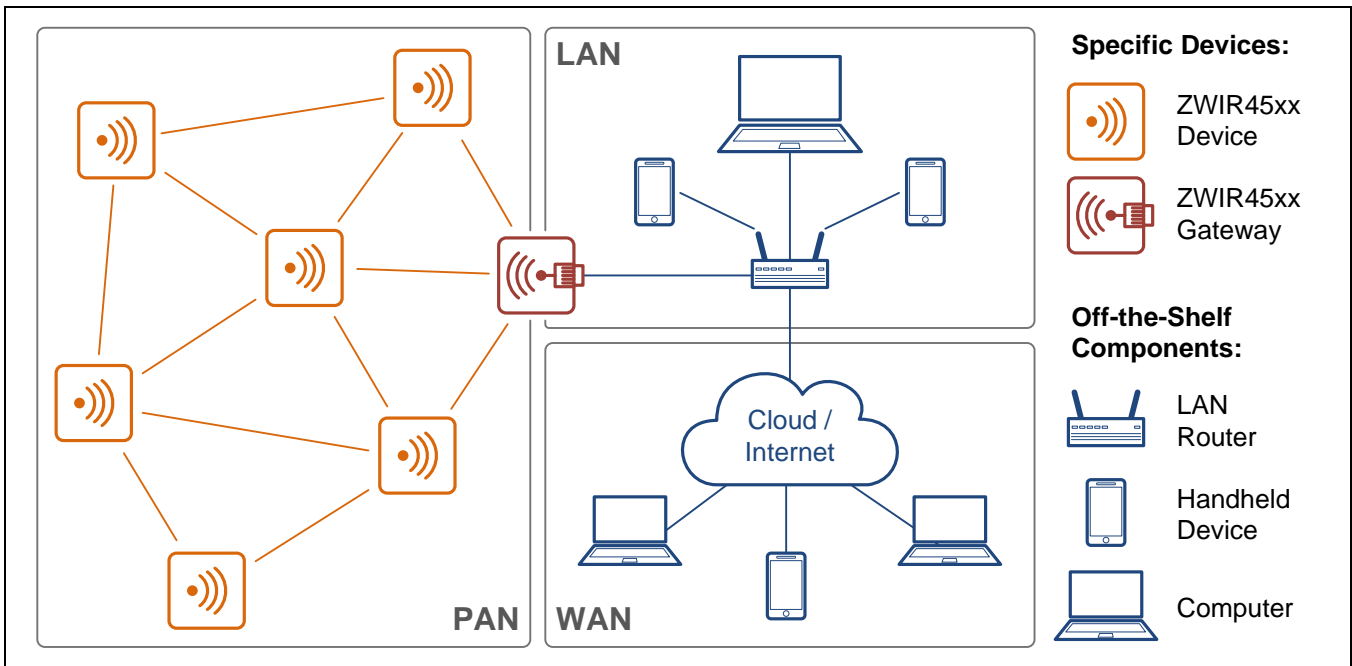 LAN
PAN
Cloud /
Internet
WAN
Specific Devices:
ZWIR45xx
Device
ZWIR45xx
Gateway
Off-the-Shelf
Components:
LAN
Router
Handheld
Device
Computer